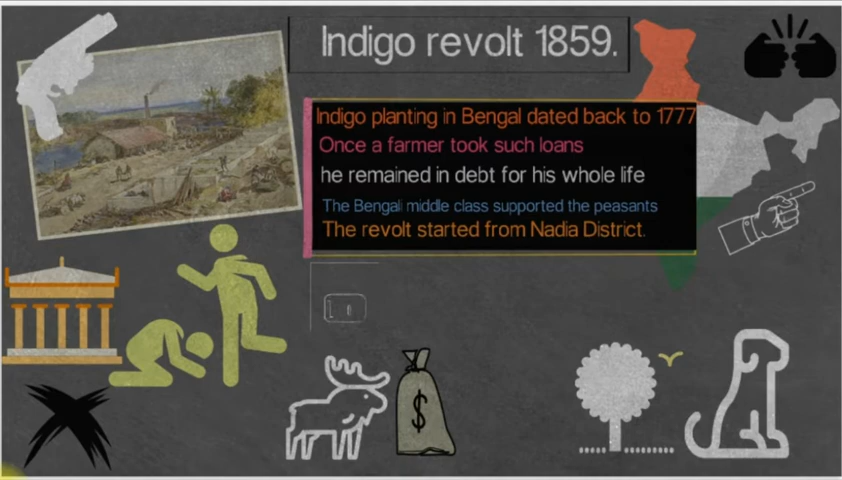 Indigo revolt 1859.
Indigo planting in Bengal dated back to 1777
Once a farmer took such loans
he remained in debt for his whole life
The Bengali middle class supported the peasants
The revolt started from Nadia District.
$